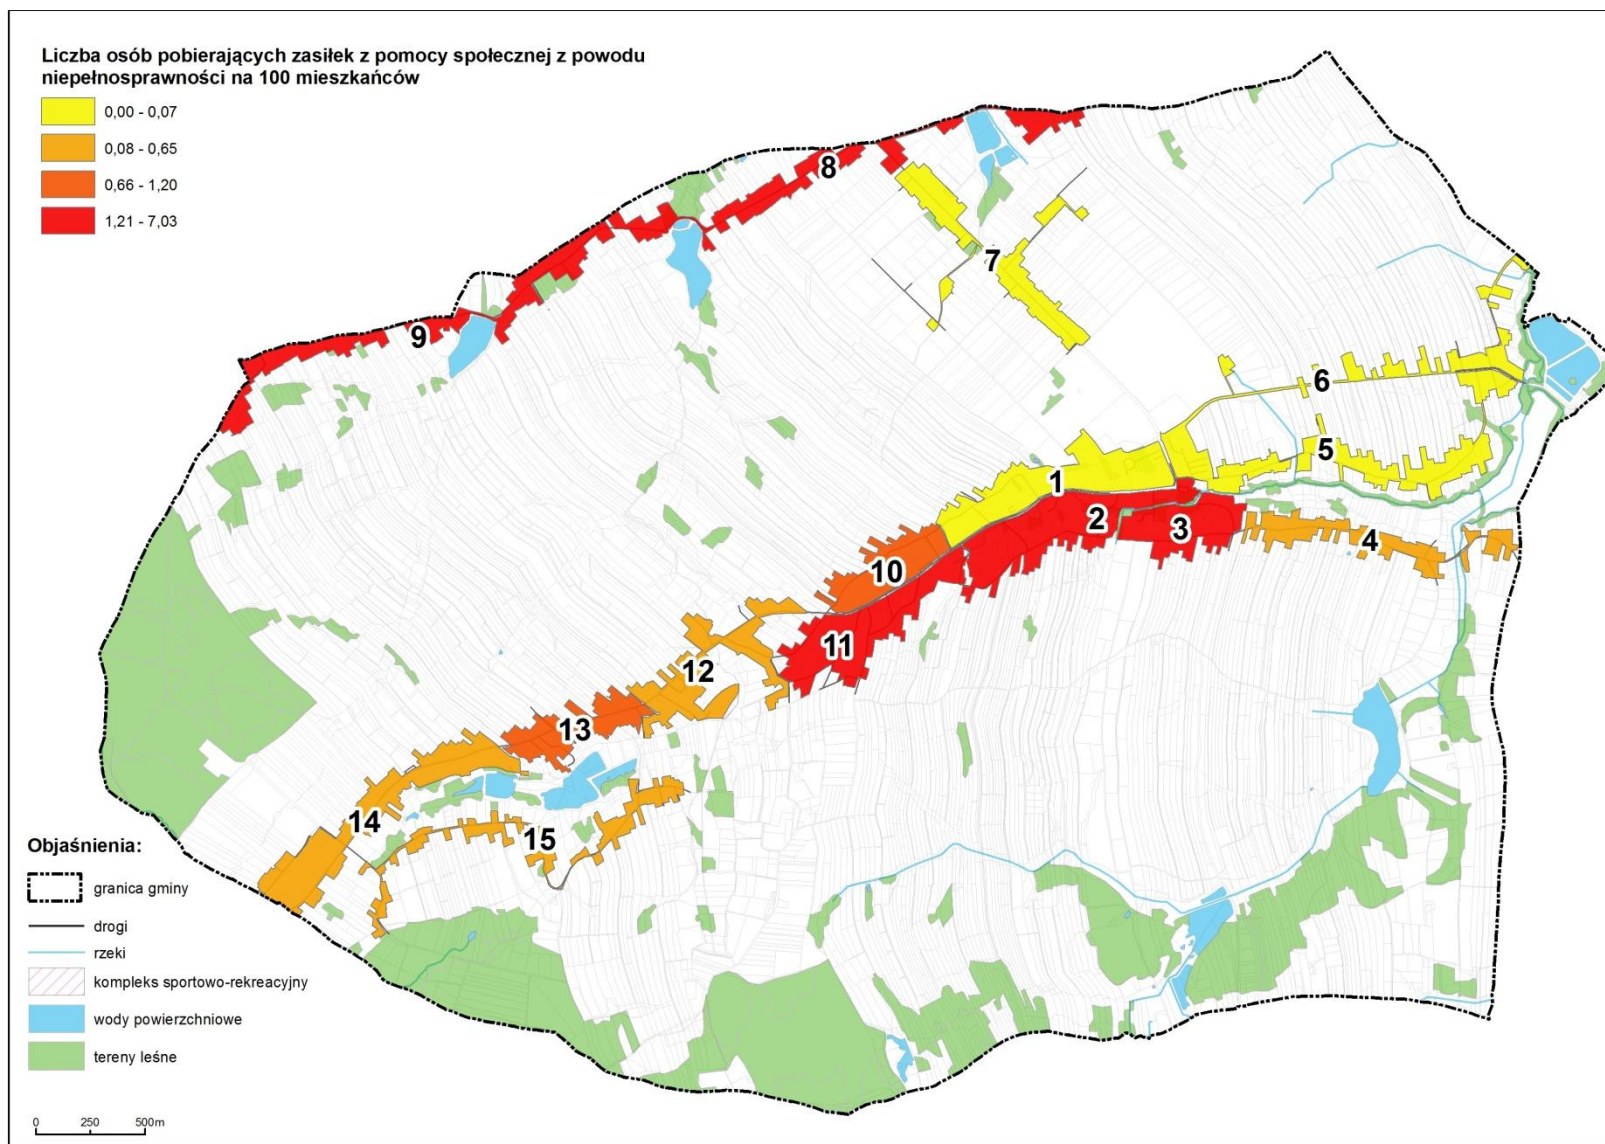 Liczba osób pobierających zasiłek z pomocy społecznej z powodu
niepełnosprawności na 100 mieszkańców
0,00 - 0,07
0,08 - 0,65
0,66 - 1,20
1,21 - 7,03
8
7
9
6
5
1
2
3
4
10
11
12
13
14
15
Objaśnienia:
granica gminy
drogi
rzeki
kompleks sportowo-rekreacyjny
wody powierzchniowe
tereny leśne
0 250 500m